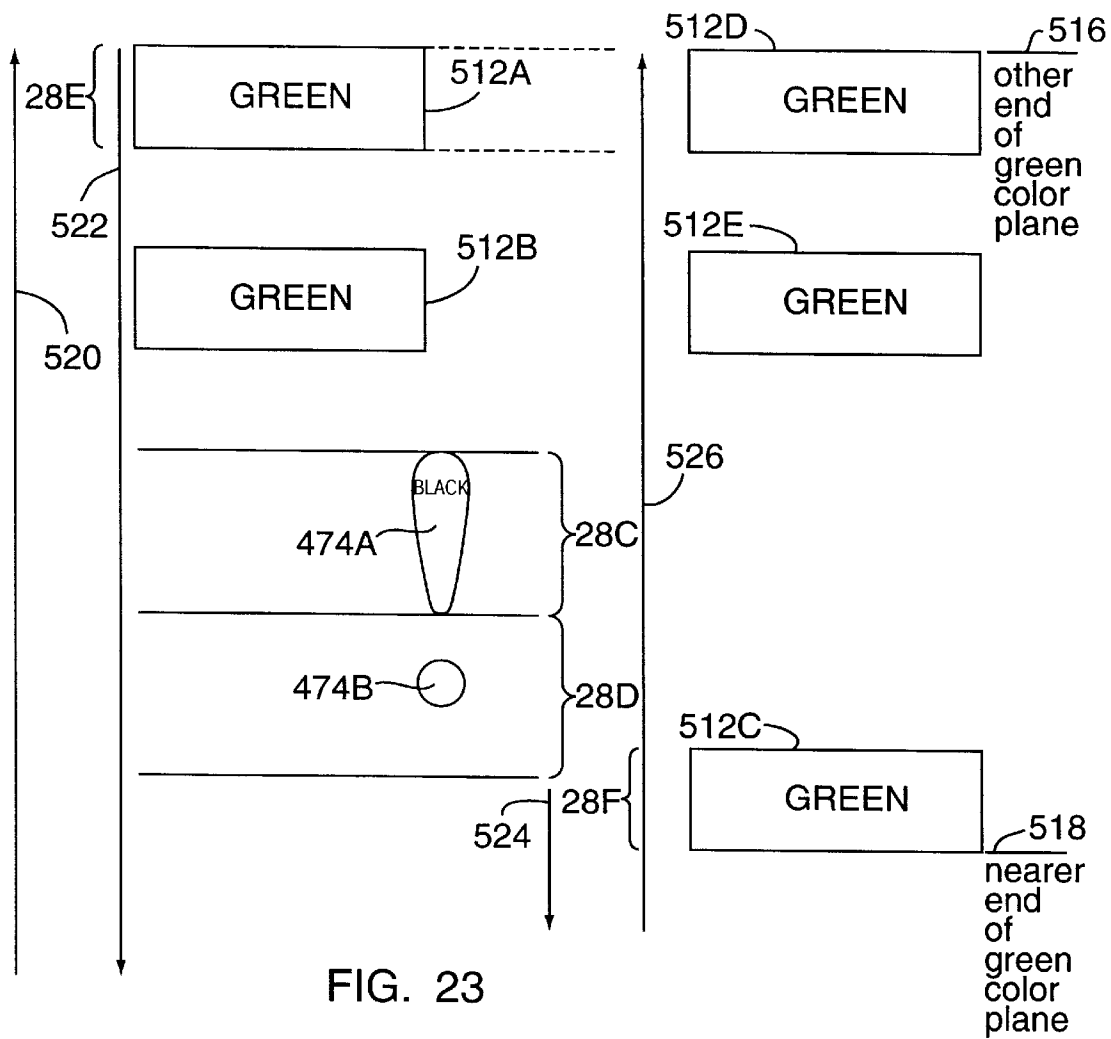 512D
516
28E
GREEN
512A
GREEN
other
end
of
green
color
plane
522
512B
512E
GREEN
GREEN
520
526
BLACK
474A
28C
474B
28D
512C
28F
GREEN
524
518
nearer
end
of
green
color
plane
FIG. 23